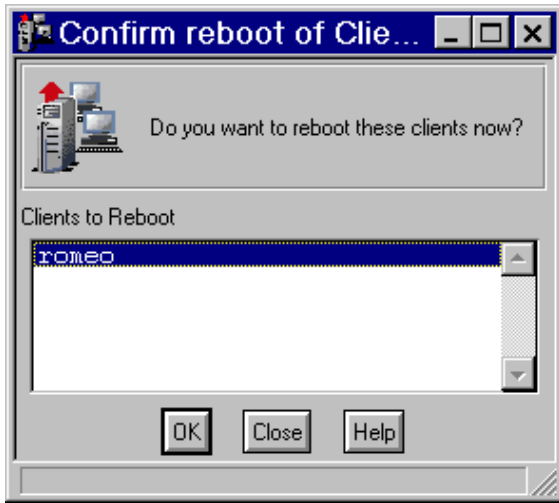 Confirm reboot of Clie...
Do you want to reboot these clients now?
Clients to Reboot
romeo
OK Close Help